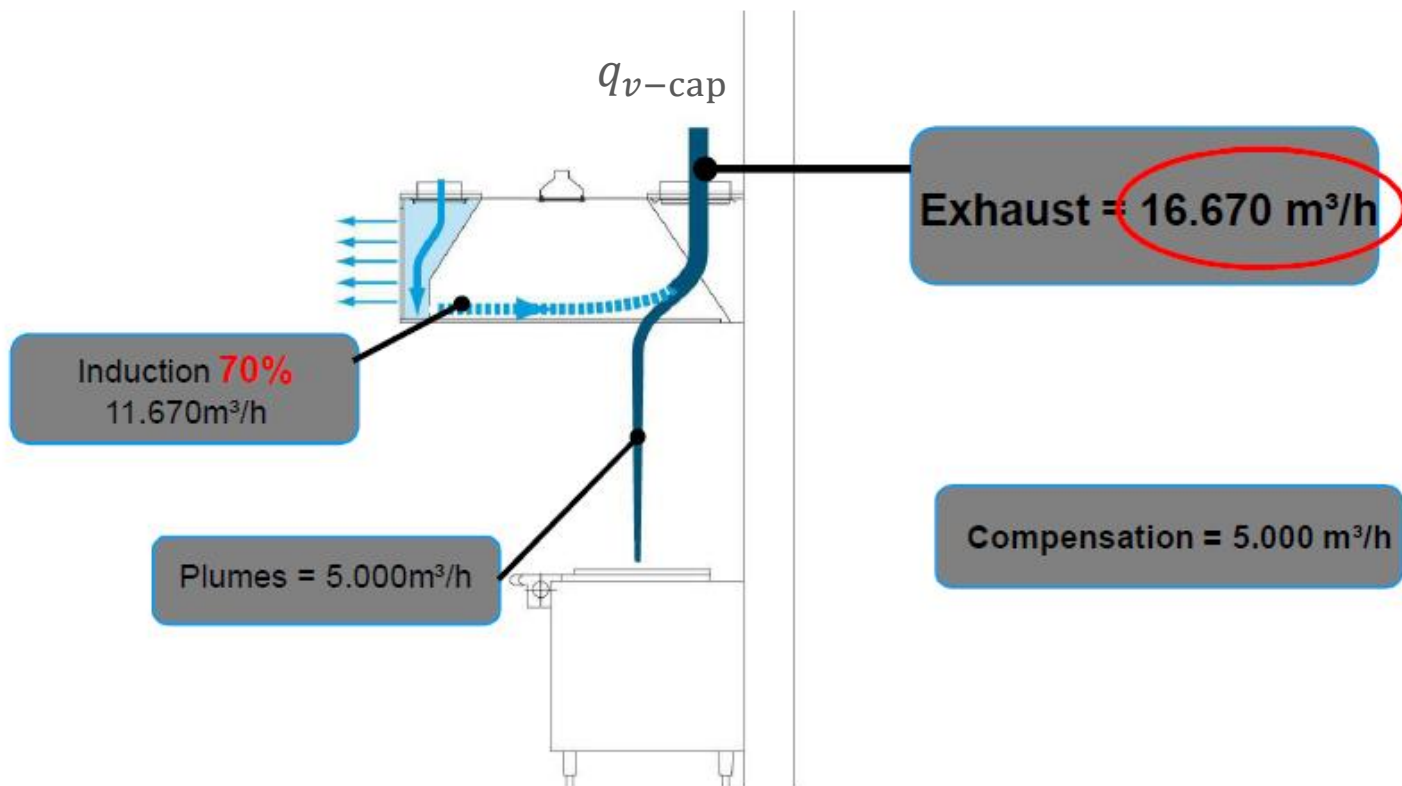 q_{v-cap}
Exhaust = 16.670 m³/h
Induction 70%
11.670m³/h
Plumes = 5.000m³/h
Compensation = 5.000 m³/h